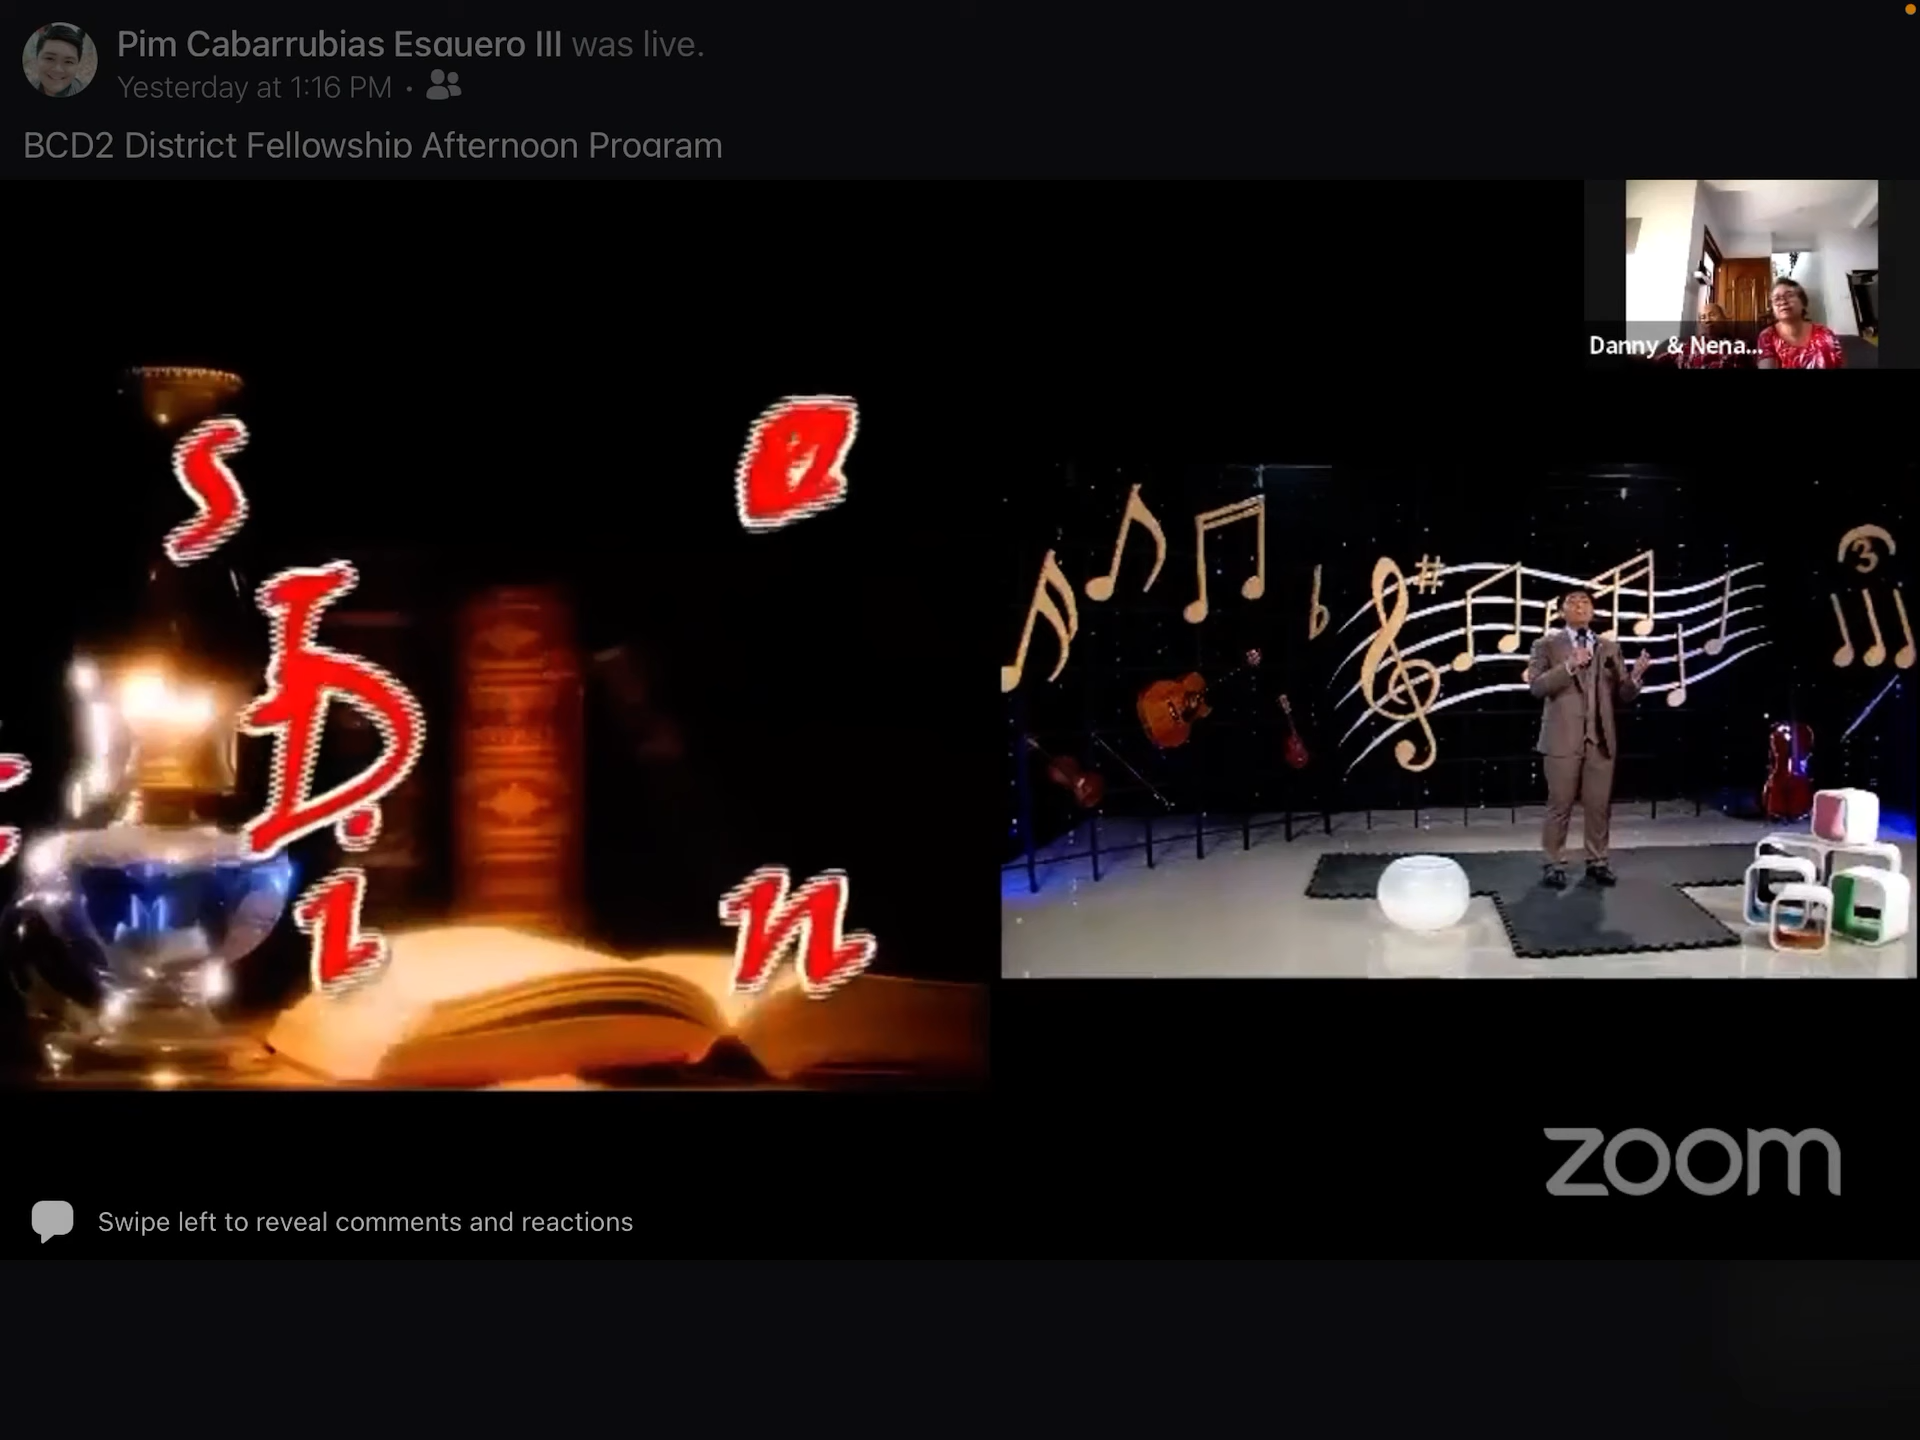 Pim Cabarrubias Esquero III was live.
Yesterday at 1:16 PM ·
BCD2 District Fellowship Afternoon Program
Danny & Nena...
s
e
D
i
n
#
3
zoom
Swipe left to reveal comments and reactions